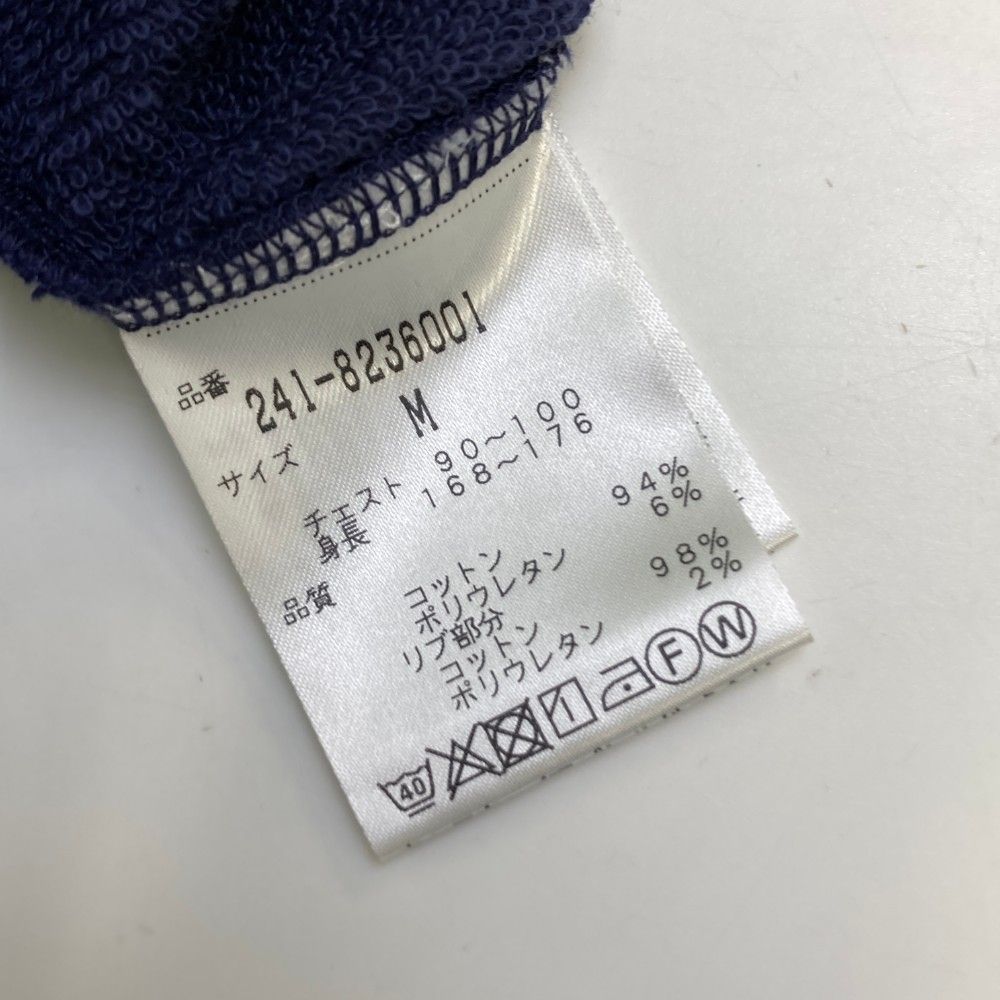 品番 241-8236001
サイズ M
チェスト 90～100
身長 168～176
品質 コットン 94%
ポリウレタン 6%
リブ部分
コットン 98%
ポリウレタン 2%
40 F W